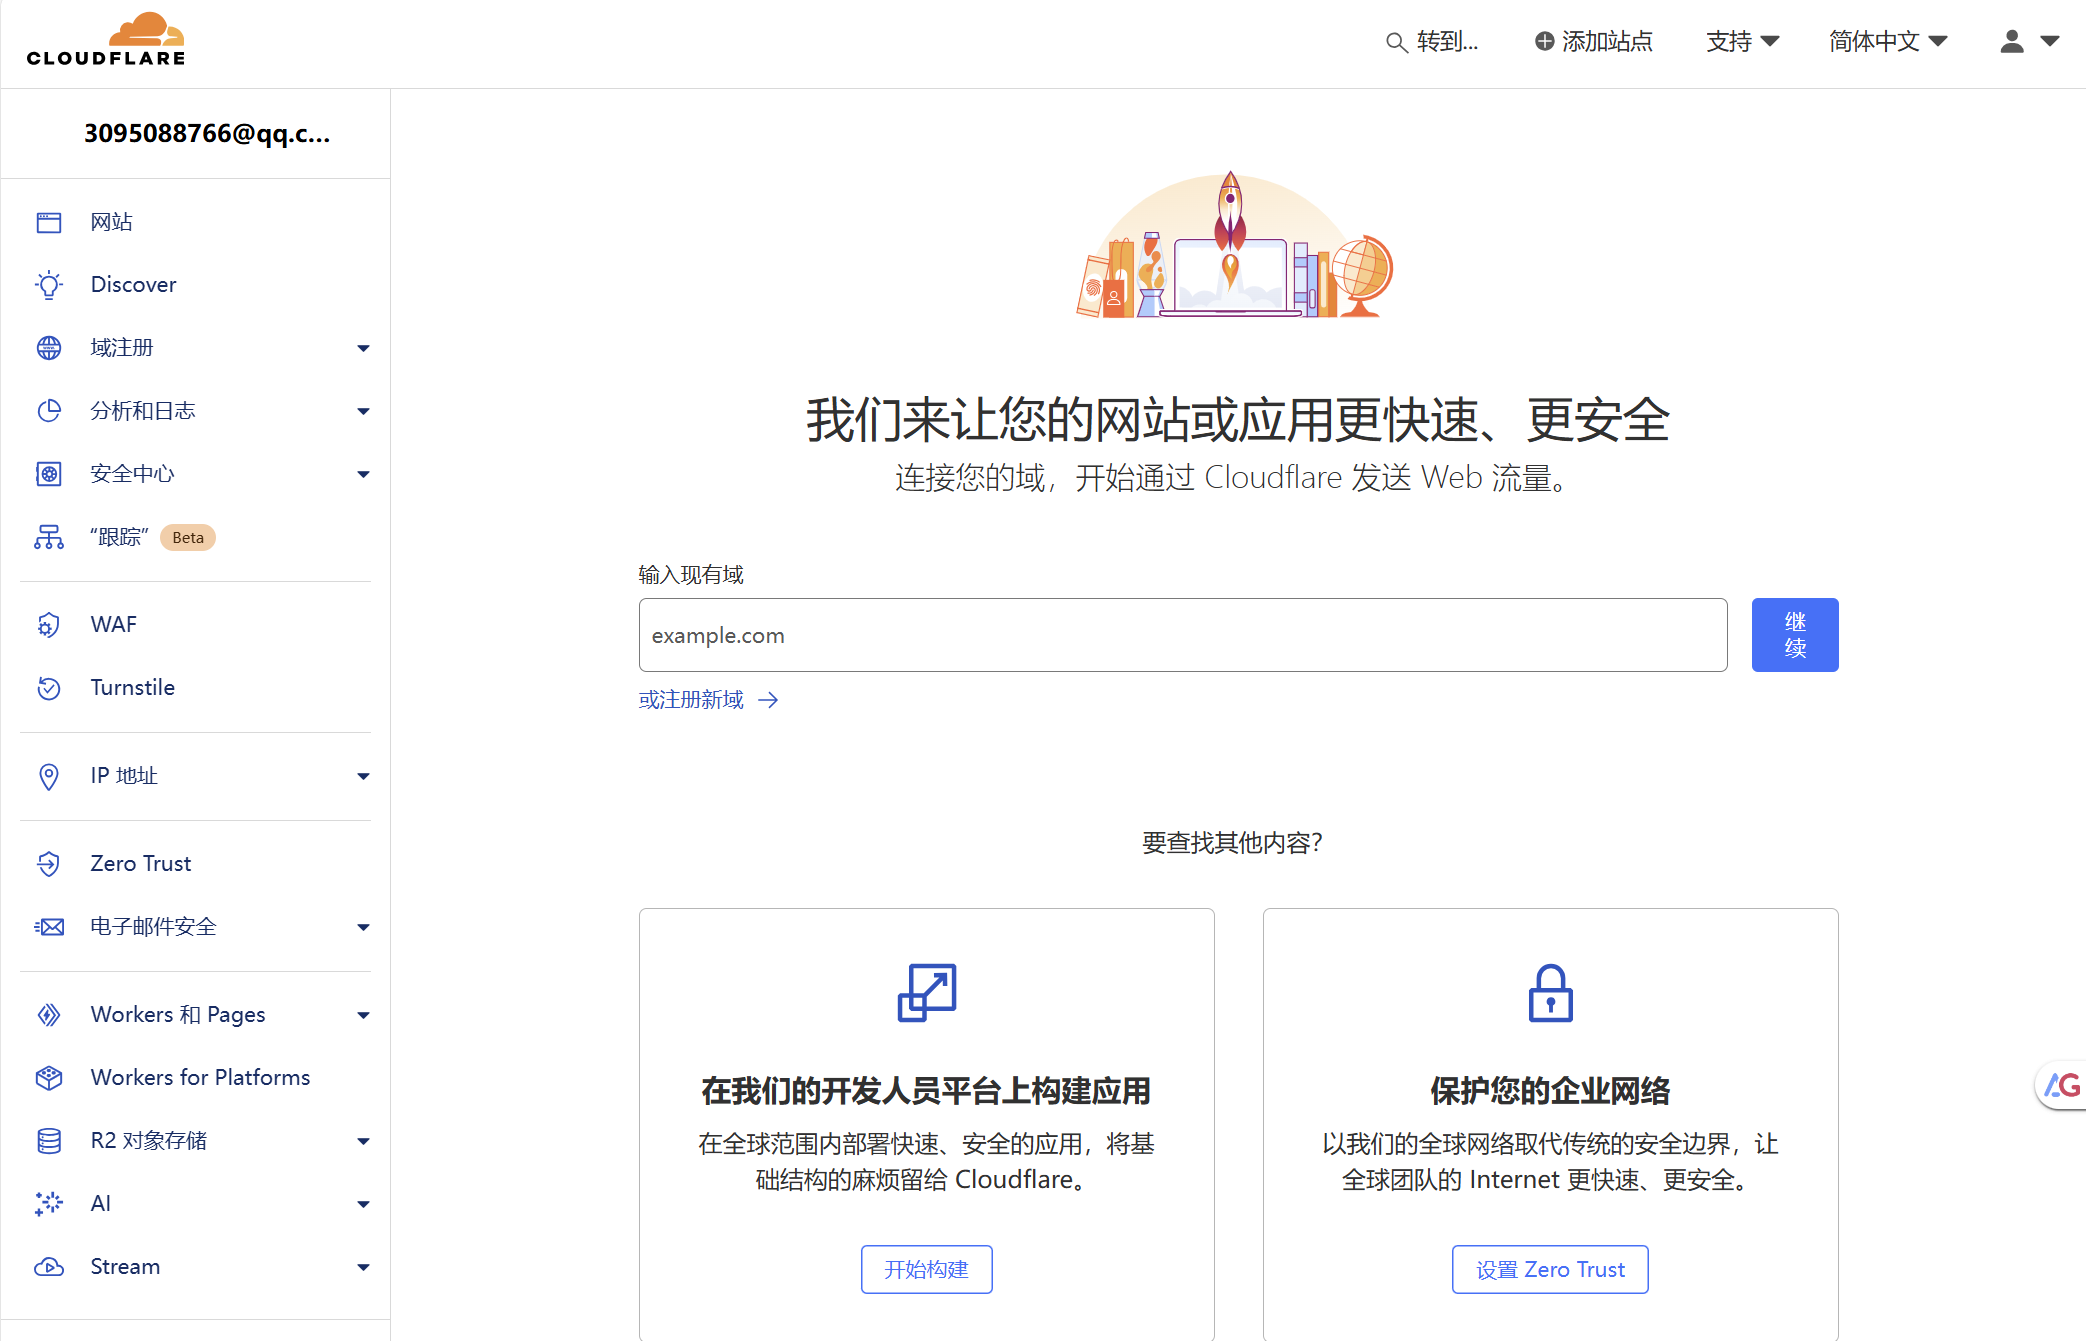 CLOUDFLARE
转到...
添加站点
支持
简体中文
3095088766@qq.c...
网站
Discover
域注册
分析和日志
安全中心
“跟踪” Beta
WAF
Turnstile
IP 地址
Zero Trust
电子邮件安全
Workers 和 Pages
Workers for Platforms
R2 对象存储
AI
Stream
我们来让您的网站或应用更快速、更安全
连接您的域，开始通过 Cloudflare 发送 Web 流量。
输入现有域
example.com
继
续
或注册新域
要查找其他内容？
在我们的开发人员平台上构建应用
在全球范围内部署快速、安全的应用，将基
础结构的麻烦留给 Cloudflare。
开始构建
保护您的企业网络
以我们的全球网络取代传统的安全边界，让
全球团队的 Internet 更快速、更安全。
设置 Zero Trust
AG